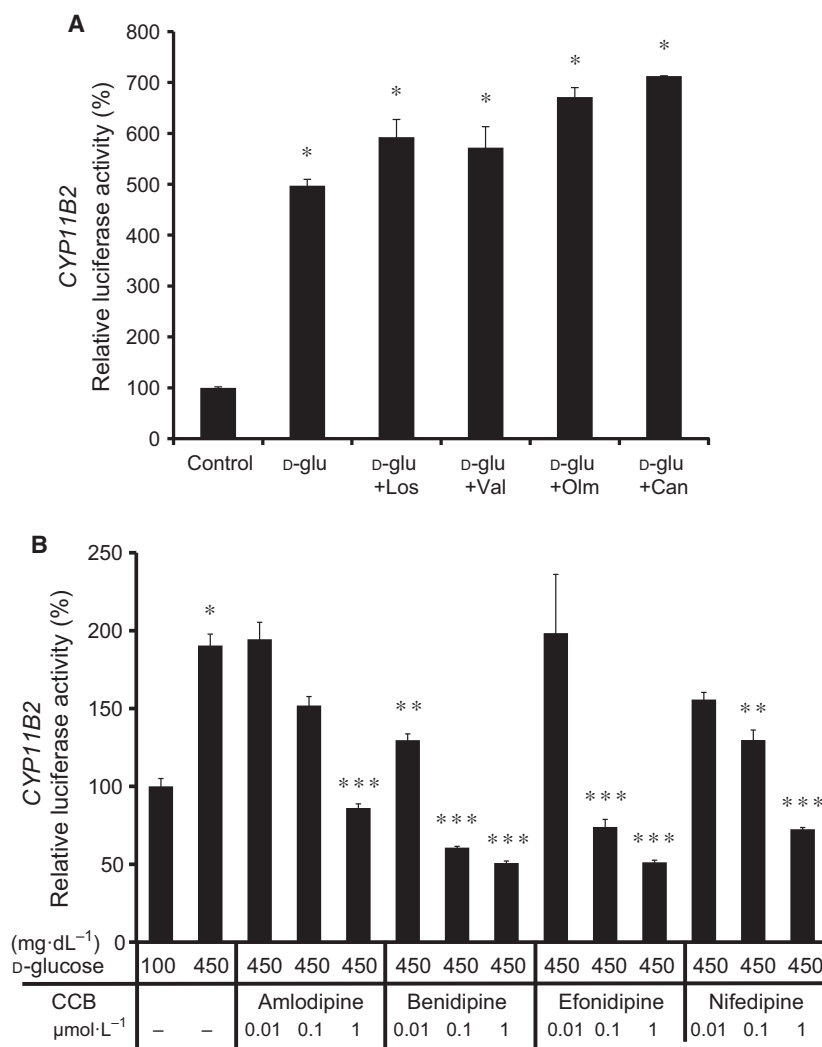 A
CYP11B2
Relative luciferase activity (%)
800
700
600
500
400
300
200
100
0
* * * * *
Control D-glu D-glu D-glu D-glu D-glu
+Los +Val +Olm +Can
B
CYP11B2
Relative luciferase activity (%)
250
200
150
100
50
0
* *** ** *** *** *** *** ** ***
(mg·dL⁻¹)
D-glucose 100 450 450 450 450 450 450 450 450 450 450 450 450 450
CCB Amlodipine Benidipine Efonidipine Nifedipine
µmol·L⁻¹ – – 0.01 0.1 1 0.01 0.1 1 0.01 0.1 1 0.01 0.1 1